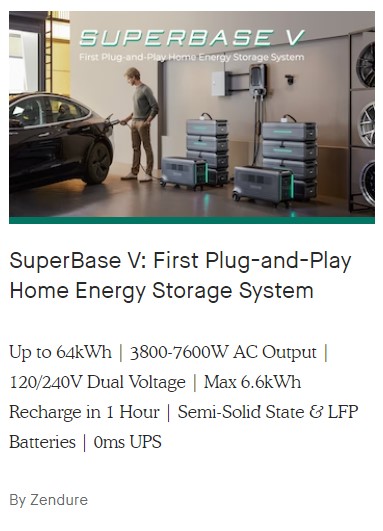 SUPERBASE V
First Plug-and-Play Home Energy Storage System
SuperBase V: First Plug-and-Play
Home Energy Storage System
Up to 64kWh | 3800-7600W AC Output |
120/240V Dual Voltage | Max 6.6kWh
Recharge in 1 Hour | Semi-Solid State & LFP
Batteries | 0ms UPS
By Zendure